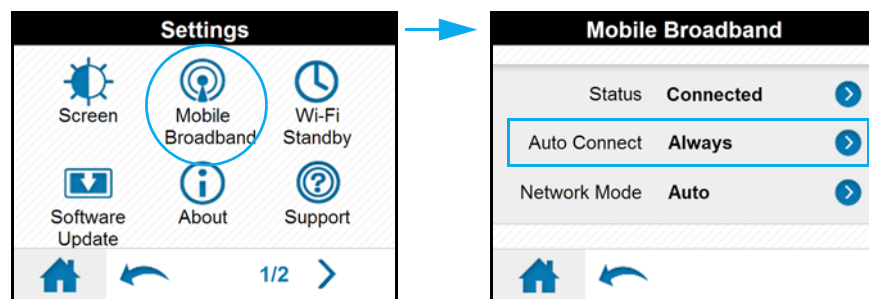 Settings
Screen
Mobile
Broadband
Wi-Fi
Standby
Software
Update
About
Support
1/2
Mobile Broadband
Status Connected
Auto Connect Always
Network Mode Auto